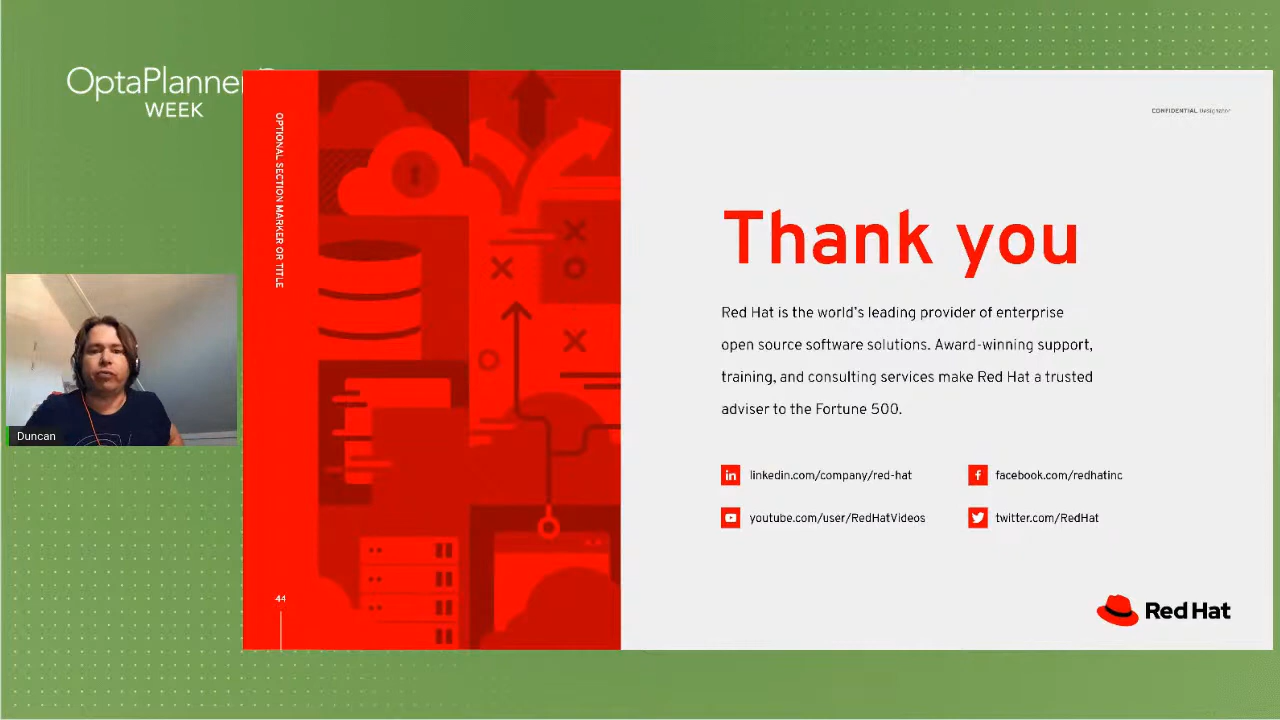 OptaPlanner
WEEK
OPTIONAL SECTION MARKER OR TITLE
CONFIDENTIAL Designator
Thank you
Red Hat is the world's leading provider of enterprise
open source software solutions. Award-winning support,
training, and consulting services make Red Hat a trusted
adviser to the Fortune 500.
in linkedin.com/company/red-hat
f facebook.com/redhatinc
youtube.com/user/RedHatVideos
twitter.com/RedHat
Duncan
44
Red Hat